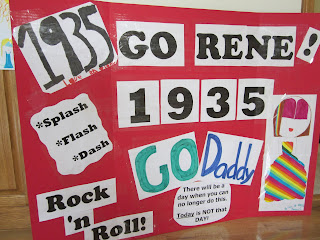 1935
GO RENE!
1935
*Splash
*Flash
*Dash
GO Daddy
There will be a
day when you can
no longer do this.
Today is NOT that
DAY!
Rock
'n
Roll!